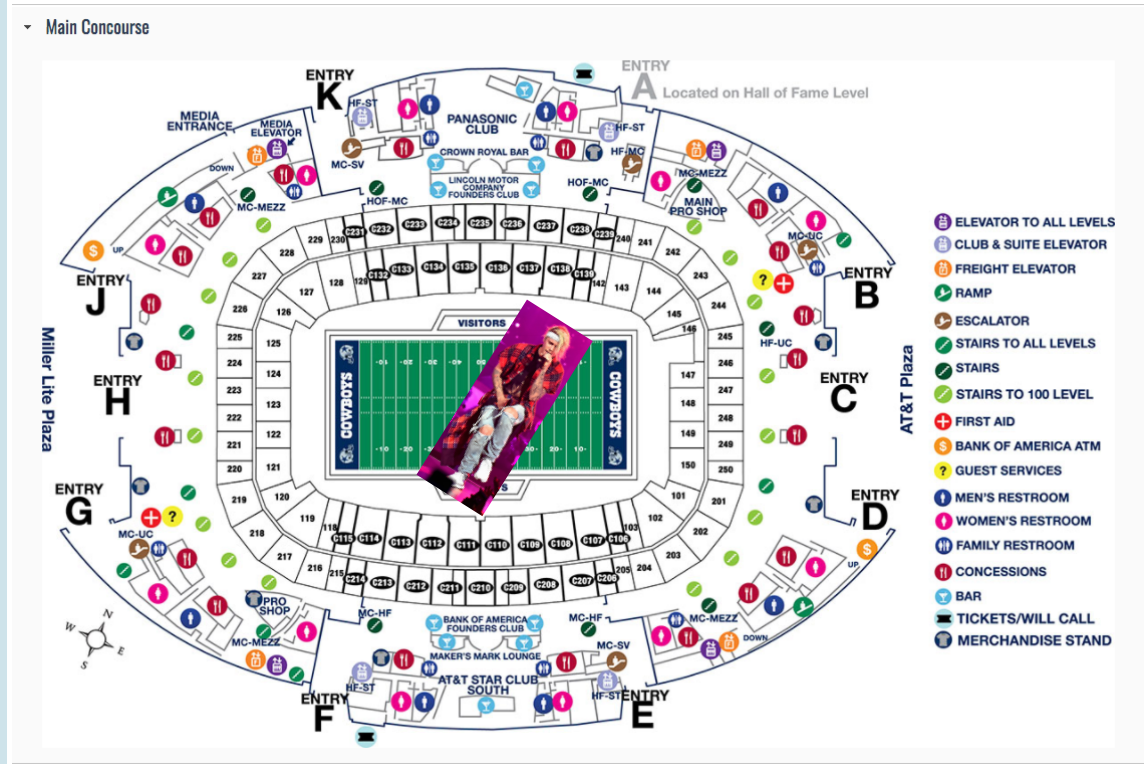 Main Concourse
ENTRY
K
ENTRY
A Located on Hall of Fame Level
MEDIA
ENTRANCE
MEDIA
ELEVATOR
HF-ST
PANASONIC
CLUB
HF-ST
MC-SV
CROWN ROYAL BAR
HF-MC
DOWN
LINCOLN MOTOR
COMPANY
FOUNDERS CLUB
HOF-MC
MC-MEZZ
MC-MEZZ
HOF-MC
MAIN
PRO SHOP
MC-UC
UP
ENTRY
J
ENTRY
B
229 230 C231 C232 C233 C234 C235 C236 C237 C238 C239 240 241
228 242
227 243
226 244
225 245
224 246
223 247
222 248
221 249
220 250
219 201
218 202
217 203
216 215 C214 C213 C212 C211 C210 C209 C208 C207 C206 205 204
128 129 C132 C133 C134 C135 C136 C137 C138 C139 142 143
127 144
126 145
146
125 147
124 148
123 149
122 150
121 101
120 102
119 118 C115 C114 C113 C112 C111 C110 C109 C108 C107 C106 103
VISITORS
COWBOYS
COWBOYS
HF-UC
Miller Lite Plaza
ENTRY
H
ENTRY
C
AT&T Plaza
ENTRY
G
ENTRY
D
MC-UC
UP
PRO
SHOP
MC-MEZZ
MC-HF
BANK OF AMERICA
FOUNDERS CLUB
MC-HF
MC-MEZZ
DOWN
MAKER'S MARK LOUNGE
MC-SV
HF-ST
AT&T STAR CLUB
SOUTH
HF-ST
ENTRY
F
ENTRY
E
N
W
E
S
ELEVATOR TO ALL LEVELS
CLUB & SUITE ELEVATOR
FREIGHT ELEVATOR
RAMP
ESCALATOR
STAIRS TO ALL LEVELS
STAIRS
STAIRS TO 100 LEVEL
FIRST AID
BANK OF AMERICA ATM
GUEST SERVICES
MEN'S RESTROOM
WOMEN'S RESTROOM
FAMILY RESTROOM
CONCESSIONS
BAR
TICKETS/WILL CALL
MERCHANDISE STAND